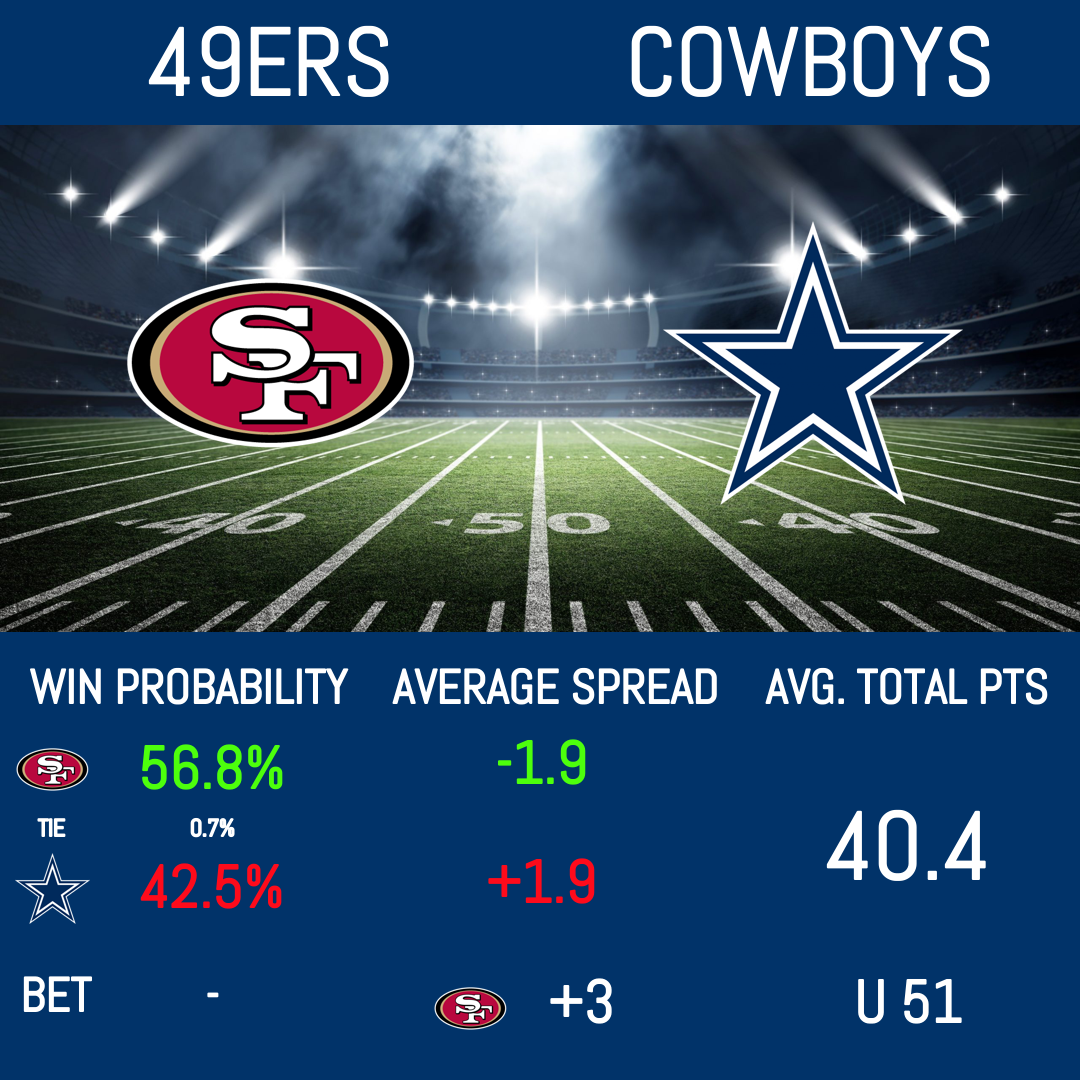 49ERS COWBOYS
SF
40 50 40
WIN PROBABILITY AVERAGE SPREAD AVG. TOTAL PTS
SF 56.8% -1.9
TIE 0.7%
40.4
42.5% +1.9
BET - SF +3 U 51